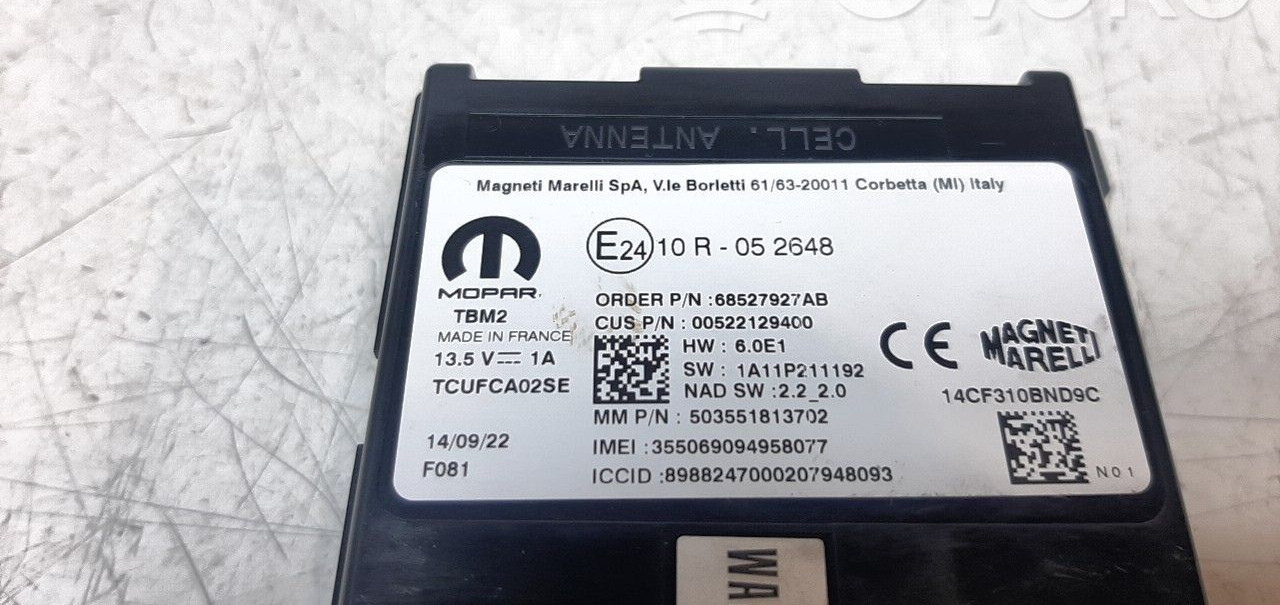 CELL. ANTENNA
Magneti Marelli SpA, V.le Borletti 61/63-20011 Corbetta (MI) Italy
E24 10 R - 05 2648
MOPAR
TBM2
MADE IN FRANCE
13.5 V 1A
TCUFCA02SE
14/09/22
F081
ORDER P/N :68527927AB
CUS P/N : 00522129400
HW : 6.0E1
SW : 1A11P211192
NAD SW :2.2_2.0
MM P/N : 503551813702
IMEI :355069094958077
ICCID :8988247000207948093
CE
MAGNETI
MARELLI
14CF310BND9C
N01
WA